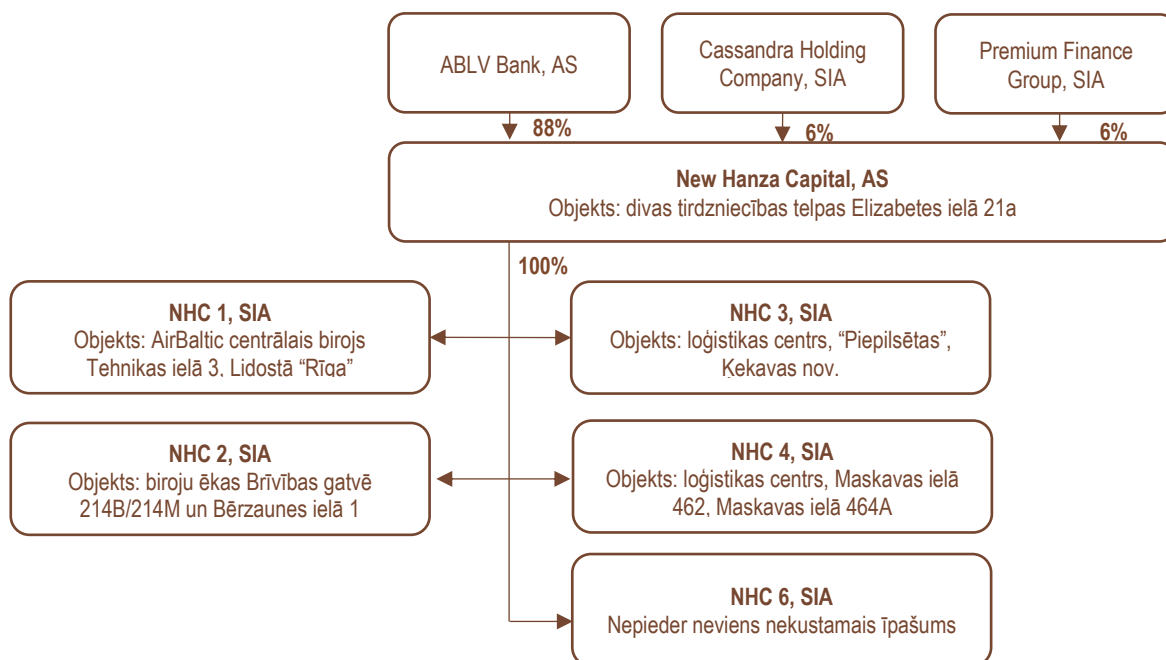 ABLV Bank, AS
Cassandra Holding
Company, SIA
Premium Finance
Group, SIA
88%
6%
6%
New Hanza Capital, AS
Objekts: divas tirdzniecības telpas Elizabetes ielā 21a
100%
NHC 1, SIA
Objekts: AirBaltic centrālais birojs
Tehnikas ielā 3, Lidostā “Rīga”
NHC 3, SIA
Objekts: loģistikas centrs, “Piepilsētas”,
Ķekavas nov.
NHC 2, SIA
Objekts: biroju ēkas Brīvības gatvē
214B/214M un Bērzaunes ielā 1
NHC 4, SIA
Objekts: loģistikas centrs, Maskavas ielā
462, Maskavas ielā 464A
NHC 6, SIA
Nepieder neviens nekustamais īpašums